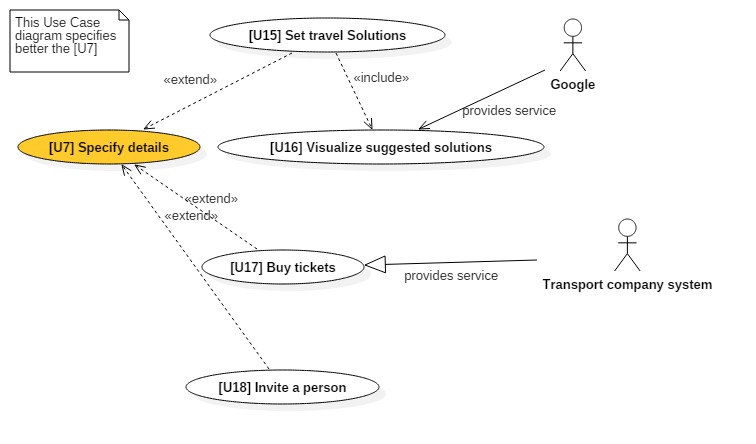 This Use Case
diagram specifies
better the [U7]
[U15] Set travel Solutions
«extend»
«include»
Google
provides service
[U7] Specify details
[U16] Visualize suggested solutions
«extend»
«extend»
[U17] Buy tickets
provides service
Transport company system
[U18] Invite a person